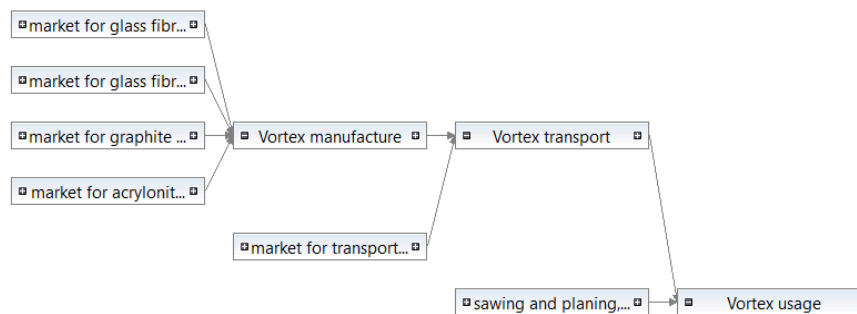 market for glass fibr...
market for glass fibr...
market for graphite ...
Vortex manufacture
Vortex transport
market for acrylonit...
market for transport...
sawing and planing,...
Vortex usage